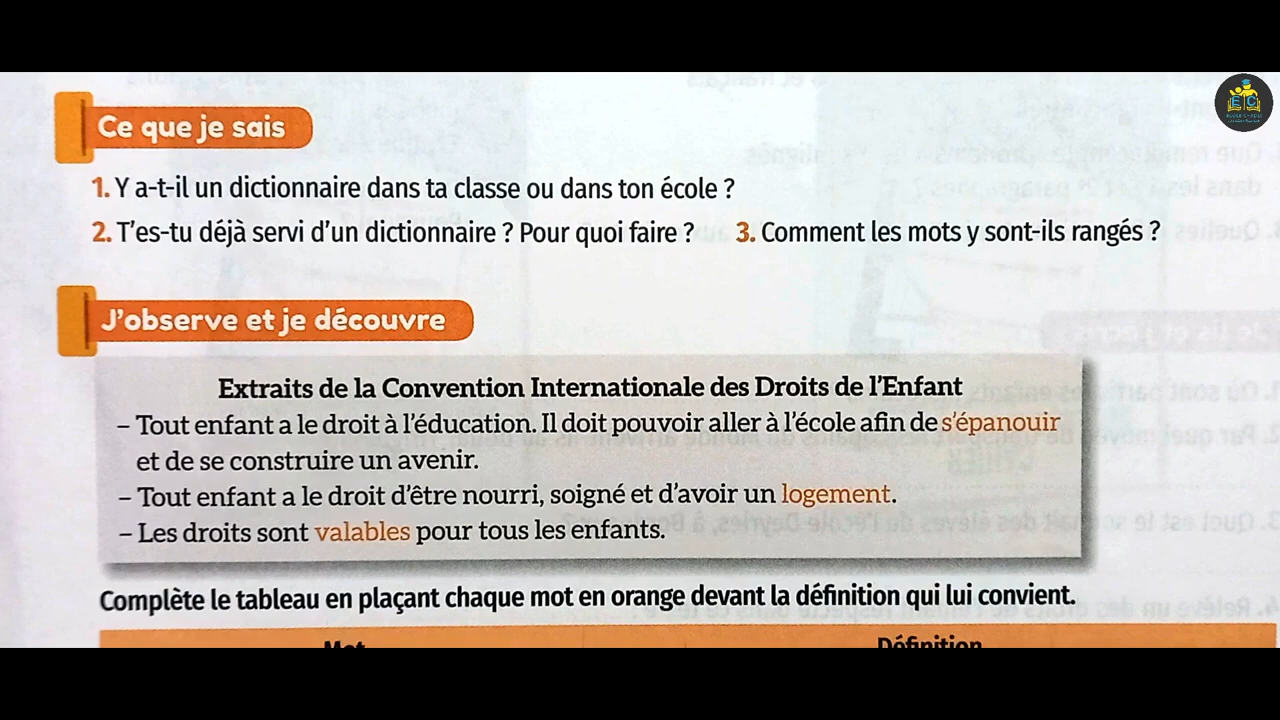 Ce que je sais
1. Y a-t-il un dictionnaire dans ta classe ou dans ton école ?
2. T'es-tu déjà servi d'un dictionnaire ? Pour quoi faire ? 3. Comment les mots y sont-ils rangés ?
J'observe et je découvre
Extraits de la Convention Internationale des Droits de l'Enfant
– Tout enfant a le droit à l'éducation. Il doit pouvoir aller à l'école afin de s'épanouir
et de se construire un avenir.
– Tout enfant a le droit d'être nourri, soigné et d'avoir un logement.
– Les droits sont valables pour tous les enfants.
Complète le tableau en plaçant chaque mot en orange devant la définition qui lui convient.
Mot Définition
E C